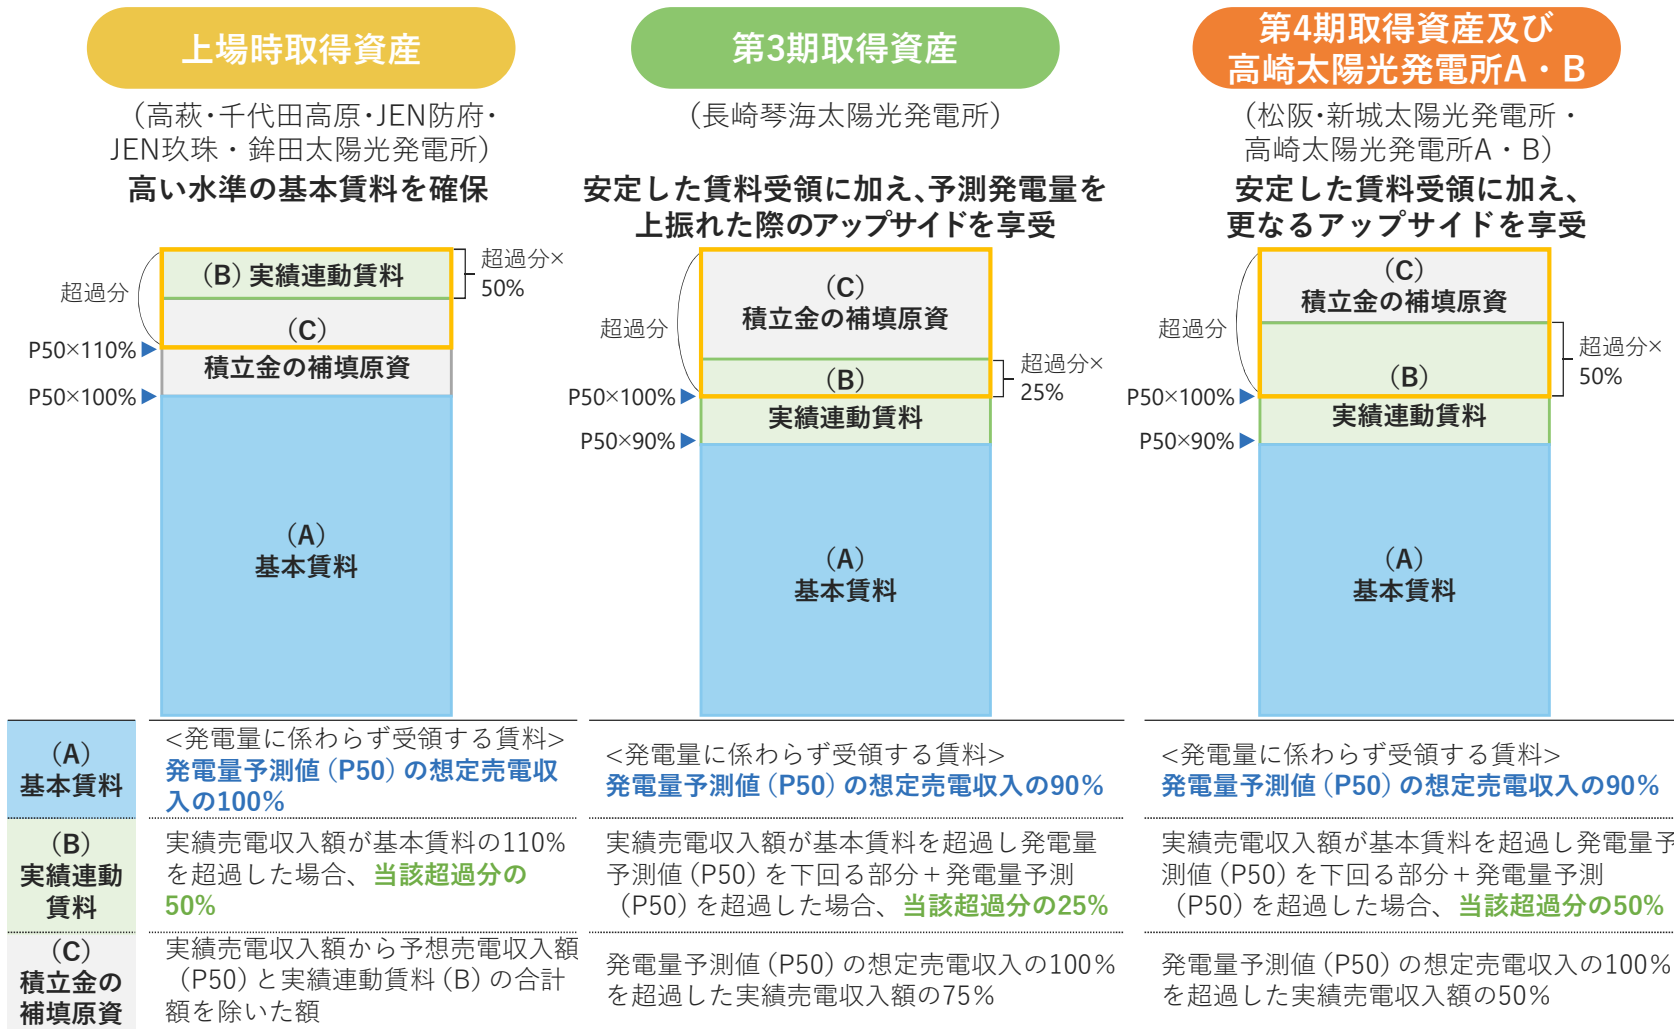 上場時取得資産
（高萩・千代田高原・JEN防府・
JEN玖珠・鉾田太陽光発電所）
高い水準の基本賃料を確保
超過分
P50×110%
P50×100%
（B）実績連動賃料
（C）
積立金の補填原資
（A）
基本賃料
超過分×
50%
第3期取得資産
（長崎琴海太陽光発電所）
安定した賃料受領に加え、予測発電量を
上振れた際のアップサイドを享受
超過分
P50×100%
P50×90%
（C）
積立金の補填原資
（B）
実績連動賃料
（A）
基本賃料
超過分×
25%
第4期取得資産及び
高崎太陽光発電所A・B
（松阪・新城太陽光発電所・
高崎太陽光発電所A・B）
安定した賃料受領に加え、
更なるアップサイドを享受
超過分
P50×100%
P50×90%
（C）
積立金の補填原資
（B）
実績連動賃料
（A）
基本賃料
超過分×
50%
（A）
基本賃料
<発電量に係わらず受領する賃料>
発電量予測値（P50）の想定売電収
入の100%
<発電量に係わらず受領する賃料>
発電量予測値（P50）の想定売電収入の90%
<発電量に係わらず受領する賃料>
発電量予測値（P50）の想定売電収入の90%
（B）
実績連動
賃料
実績売電収入額が基本賃料の110%
を超過した場合、当該超過分の
50%
実績売電収入額が基本賃料を超過し発電量
予測値（P50）を下回る部分＋発電量予測
（P50）を超過した場合、当該超過分の25%
実績売電収入額が基本賃料を超過し発電量予
測値（P50）を下回る部分＋発電量予測
（P50）を超過した場合、当該超過分の50%
（C）
積立金の
補填原資
実績売電収入額から予想売電収入額
（P50）と実績連動賃料（B）の合計
額を除いた額
発電量予測値（P50）の想定売電収入の100%
を超過した実績売電収入額の75%
発電量予測値（P50）の想定売電収入の100%
を超過した実績売電収入額の50%